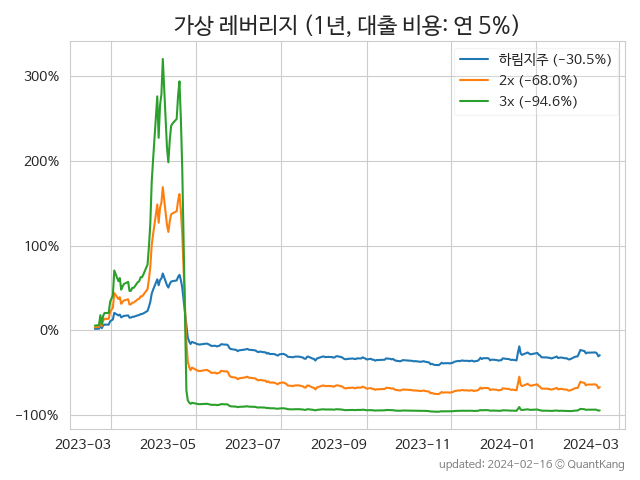 가상 레버리지 (1년, 대출 비용: 연 5%)
하림지주 (−30.5%)
2x (−68.0%)
3x (−94.6%)
300%
200%
100%
0%
−100%
2023-03 2023-05 2023-07 2023-09 2023-11 2024-01 2024-03
updated: 2024-02-16 © QuantKang